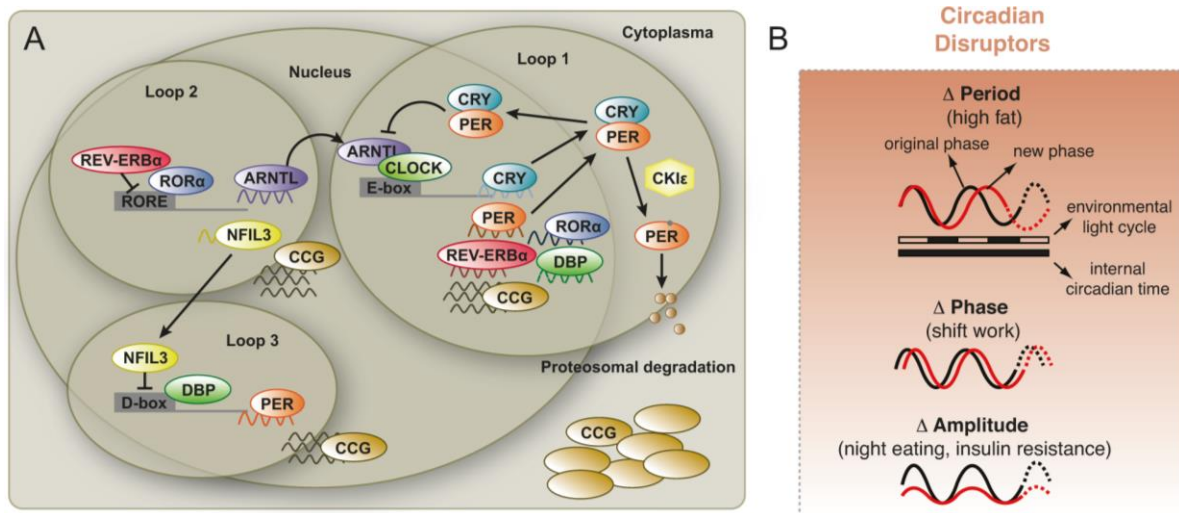 A
Cytoplasma
Nucleus
Loop 1
Loop 2
CRY
PER
CRY
PER
ARNTL
CLOCK
E-box
CRY
CKIε
REV-ERBα
RORα
RORE
ARNTL
PER
RORα
PER
NFIL3
REV-ERBα
DBP
CCG
CCG
Loop 3
NFIL3
DBP
D-box
PER
CCG
Proteosomal degradation
CCG
B
Circadian
Disruptors
Δ Period
(high fat)
original phase
new phase
environmental
light cycle
internal
circadian time
Δ Phase
(shift work)
Δ Amplitude
(night eating, insulin resistance)